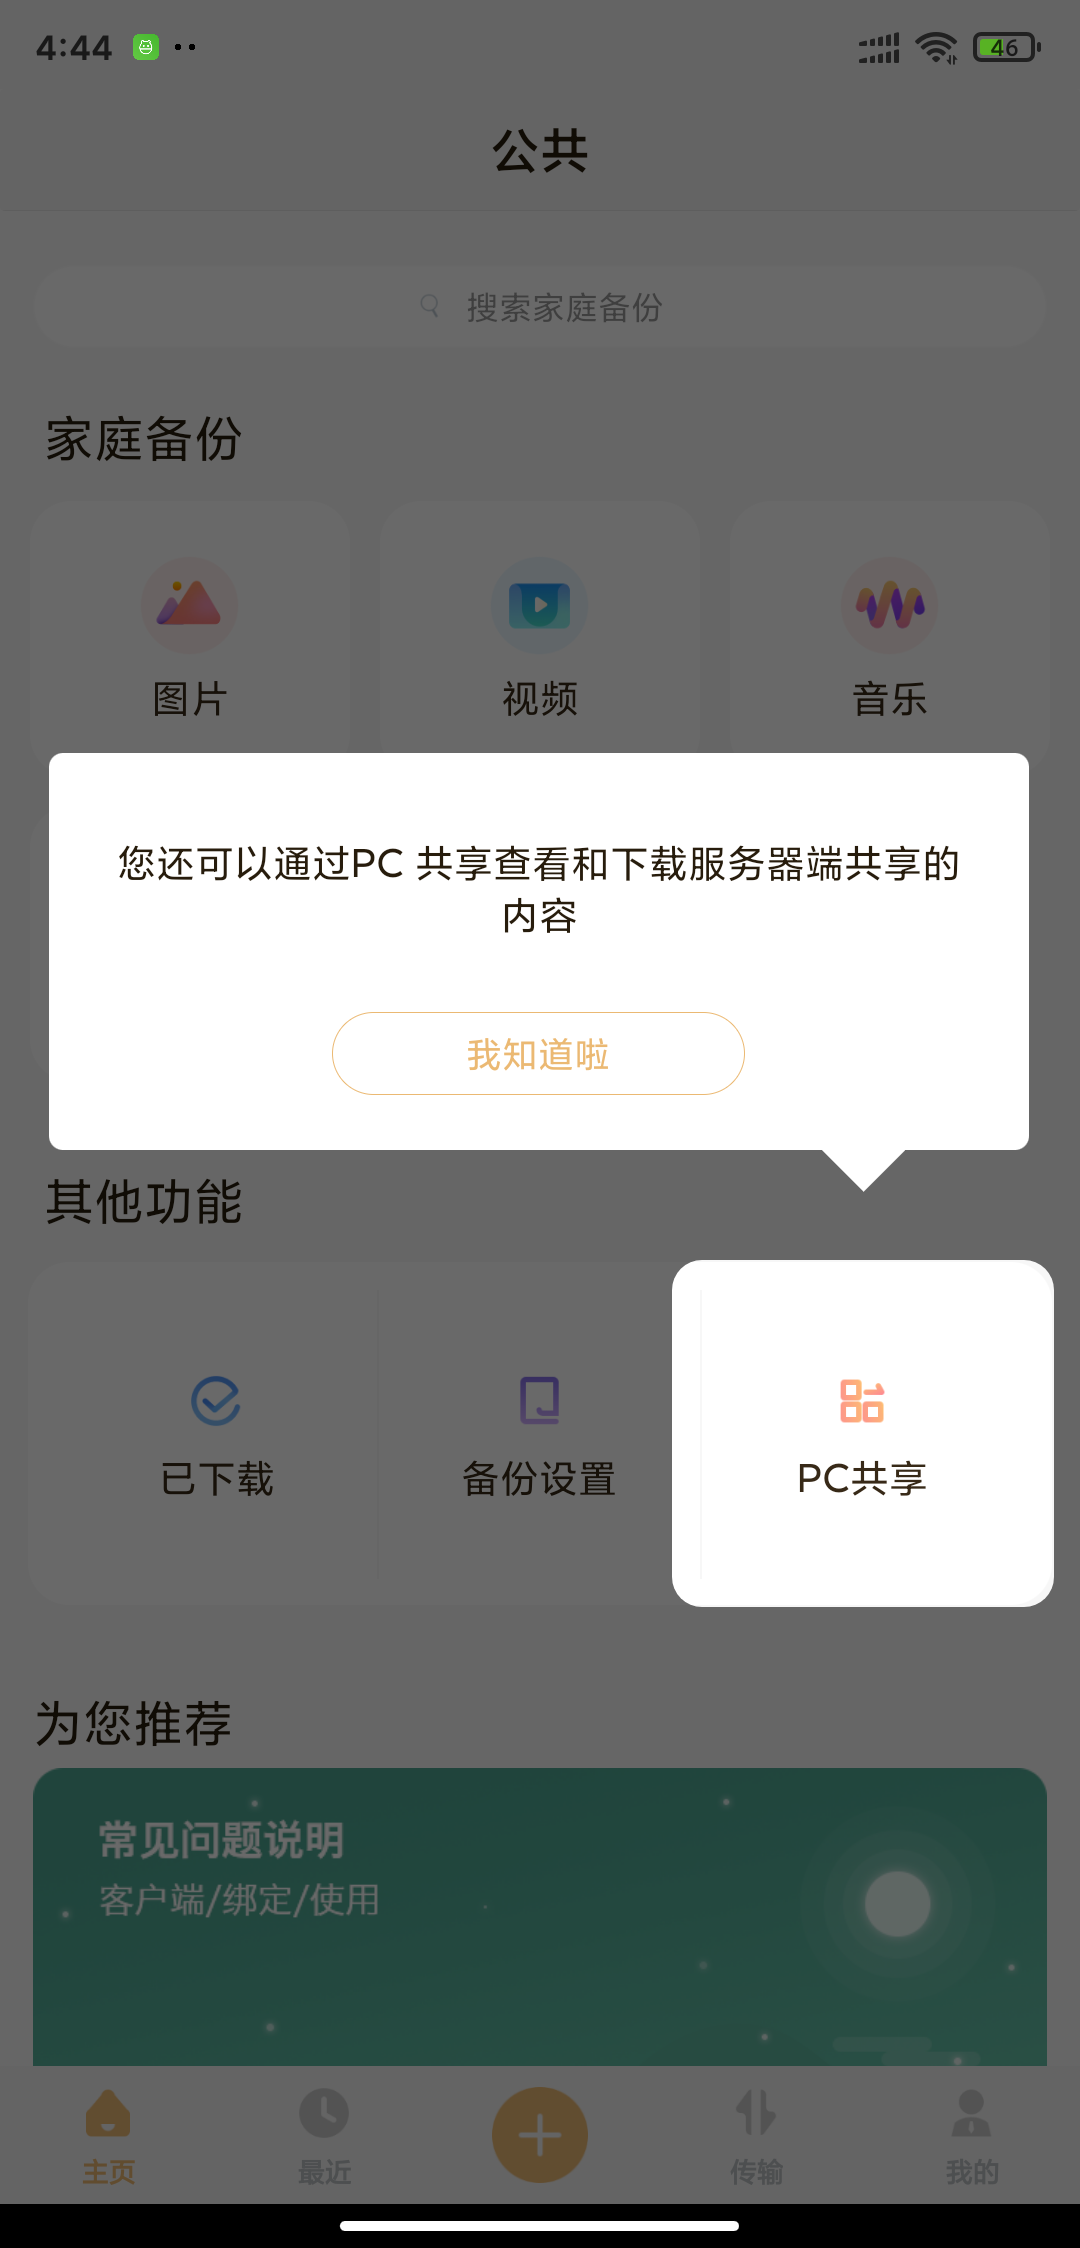 4:44
46
公共
搜索家庭备份
家庭备份
图片
视频
音乐
您还可以通过PC 共享查看和下载服务器端共享的
内容
我知道啦
其他功能
已下载
备份设置
PC共享
为您推荐
常见问题说明
客户端/绑定/使用
主页
最近
传输
我的